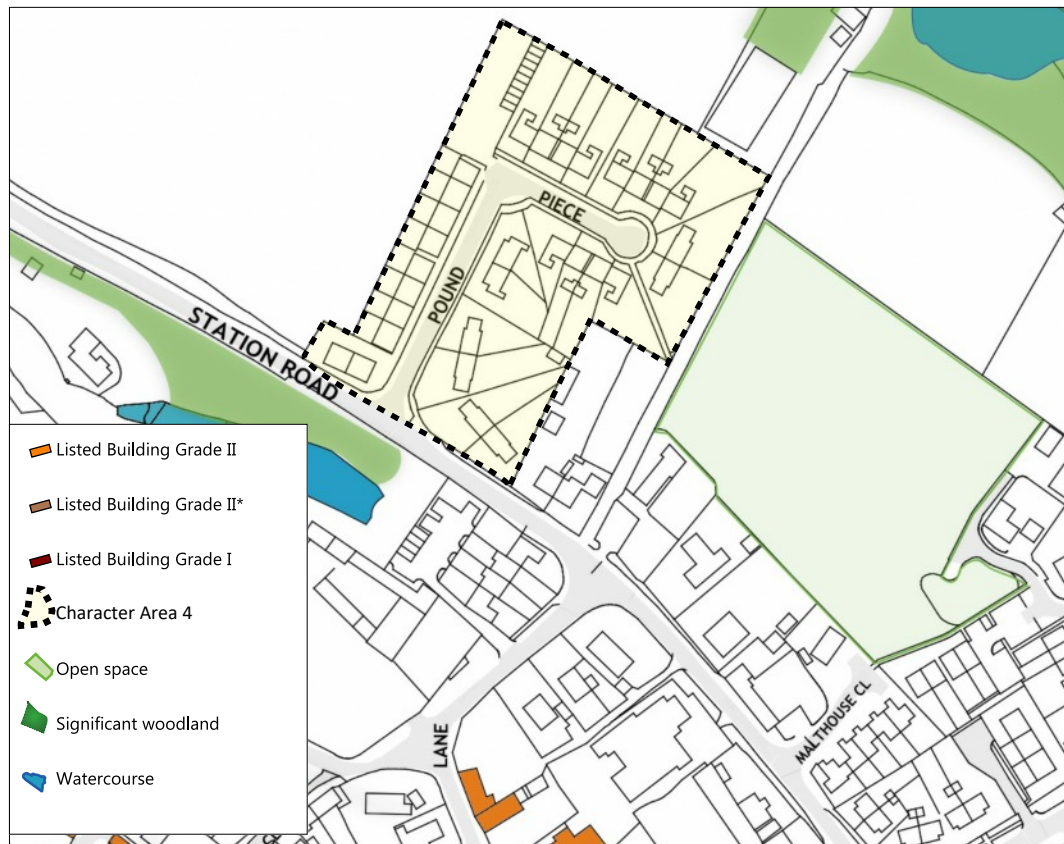 PIECE
POUND
STATION ROAD
Listed Building Grade II
Listed Building Grade II*
Listed Building Grade I
Character Area 4
Open space
Significant woodland
Watercourse
LANE
MALTHOUSE CL